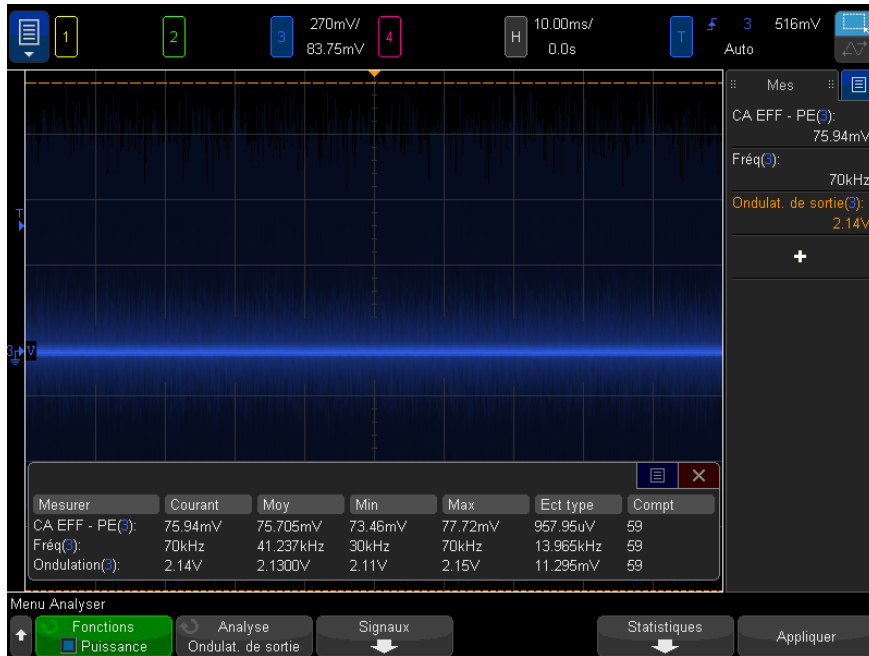 1
2
3
270mV/
83.75mV
4
H
10.00ms/
0.0s
T
3
516mV
Auto
Mes
CA EFF - PE(3):
75.94mV
Fréq(3):
70kHz
Ondulat. de sortie(3):
2.14V
+
T
3
V
Mesurer Courant Moy Min Max Ect type Compt
CA EFF - PE(3): 75.94mV 75.705mV 73.46mV 77.72mV 957.95uV 59
Fréq(3): 70kHz 41.237kHz 30kHz 70kHz 13.965kHz 59
Ondulation(3): 2.14V 2.1300V 2.11V 2.15V 11.295mV 59
Menu Analyser
Fonctions
Puissance
Analyse
Ondulat. de sortie
Signaux
Statistiques
Appliquer